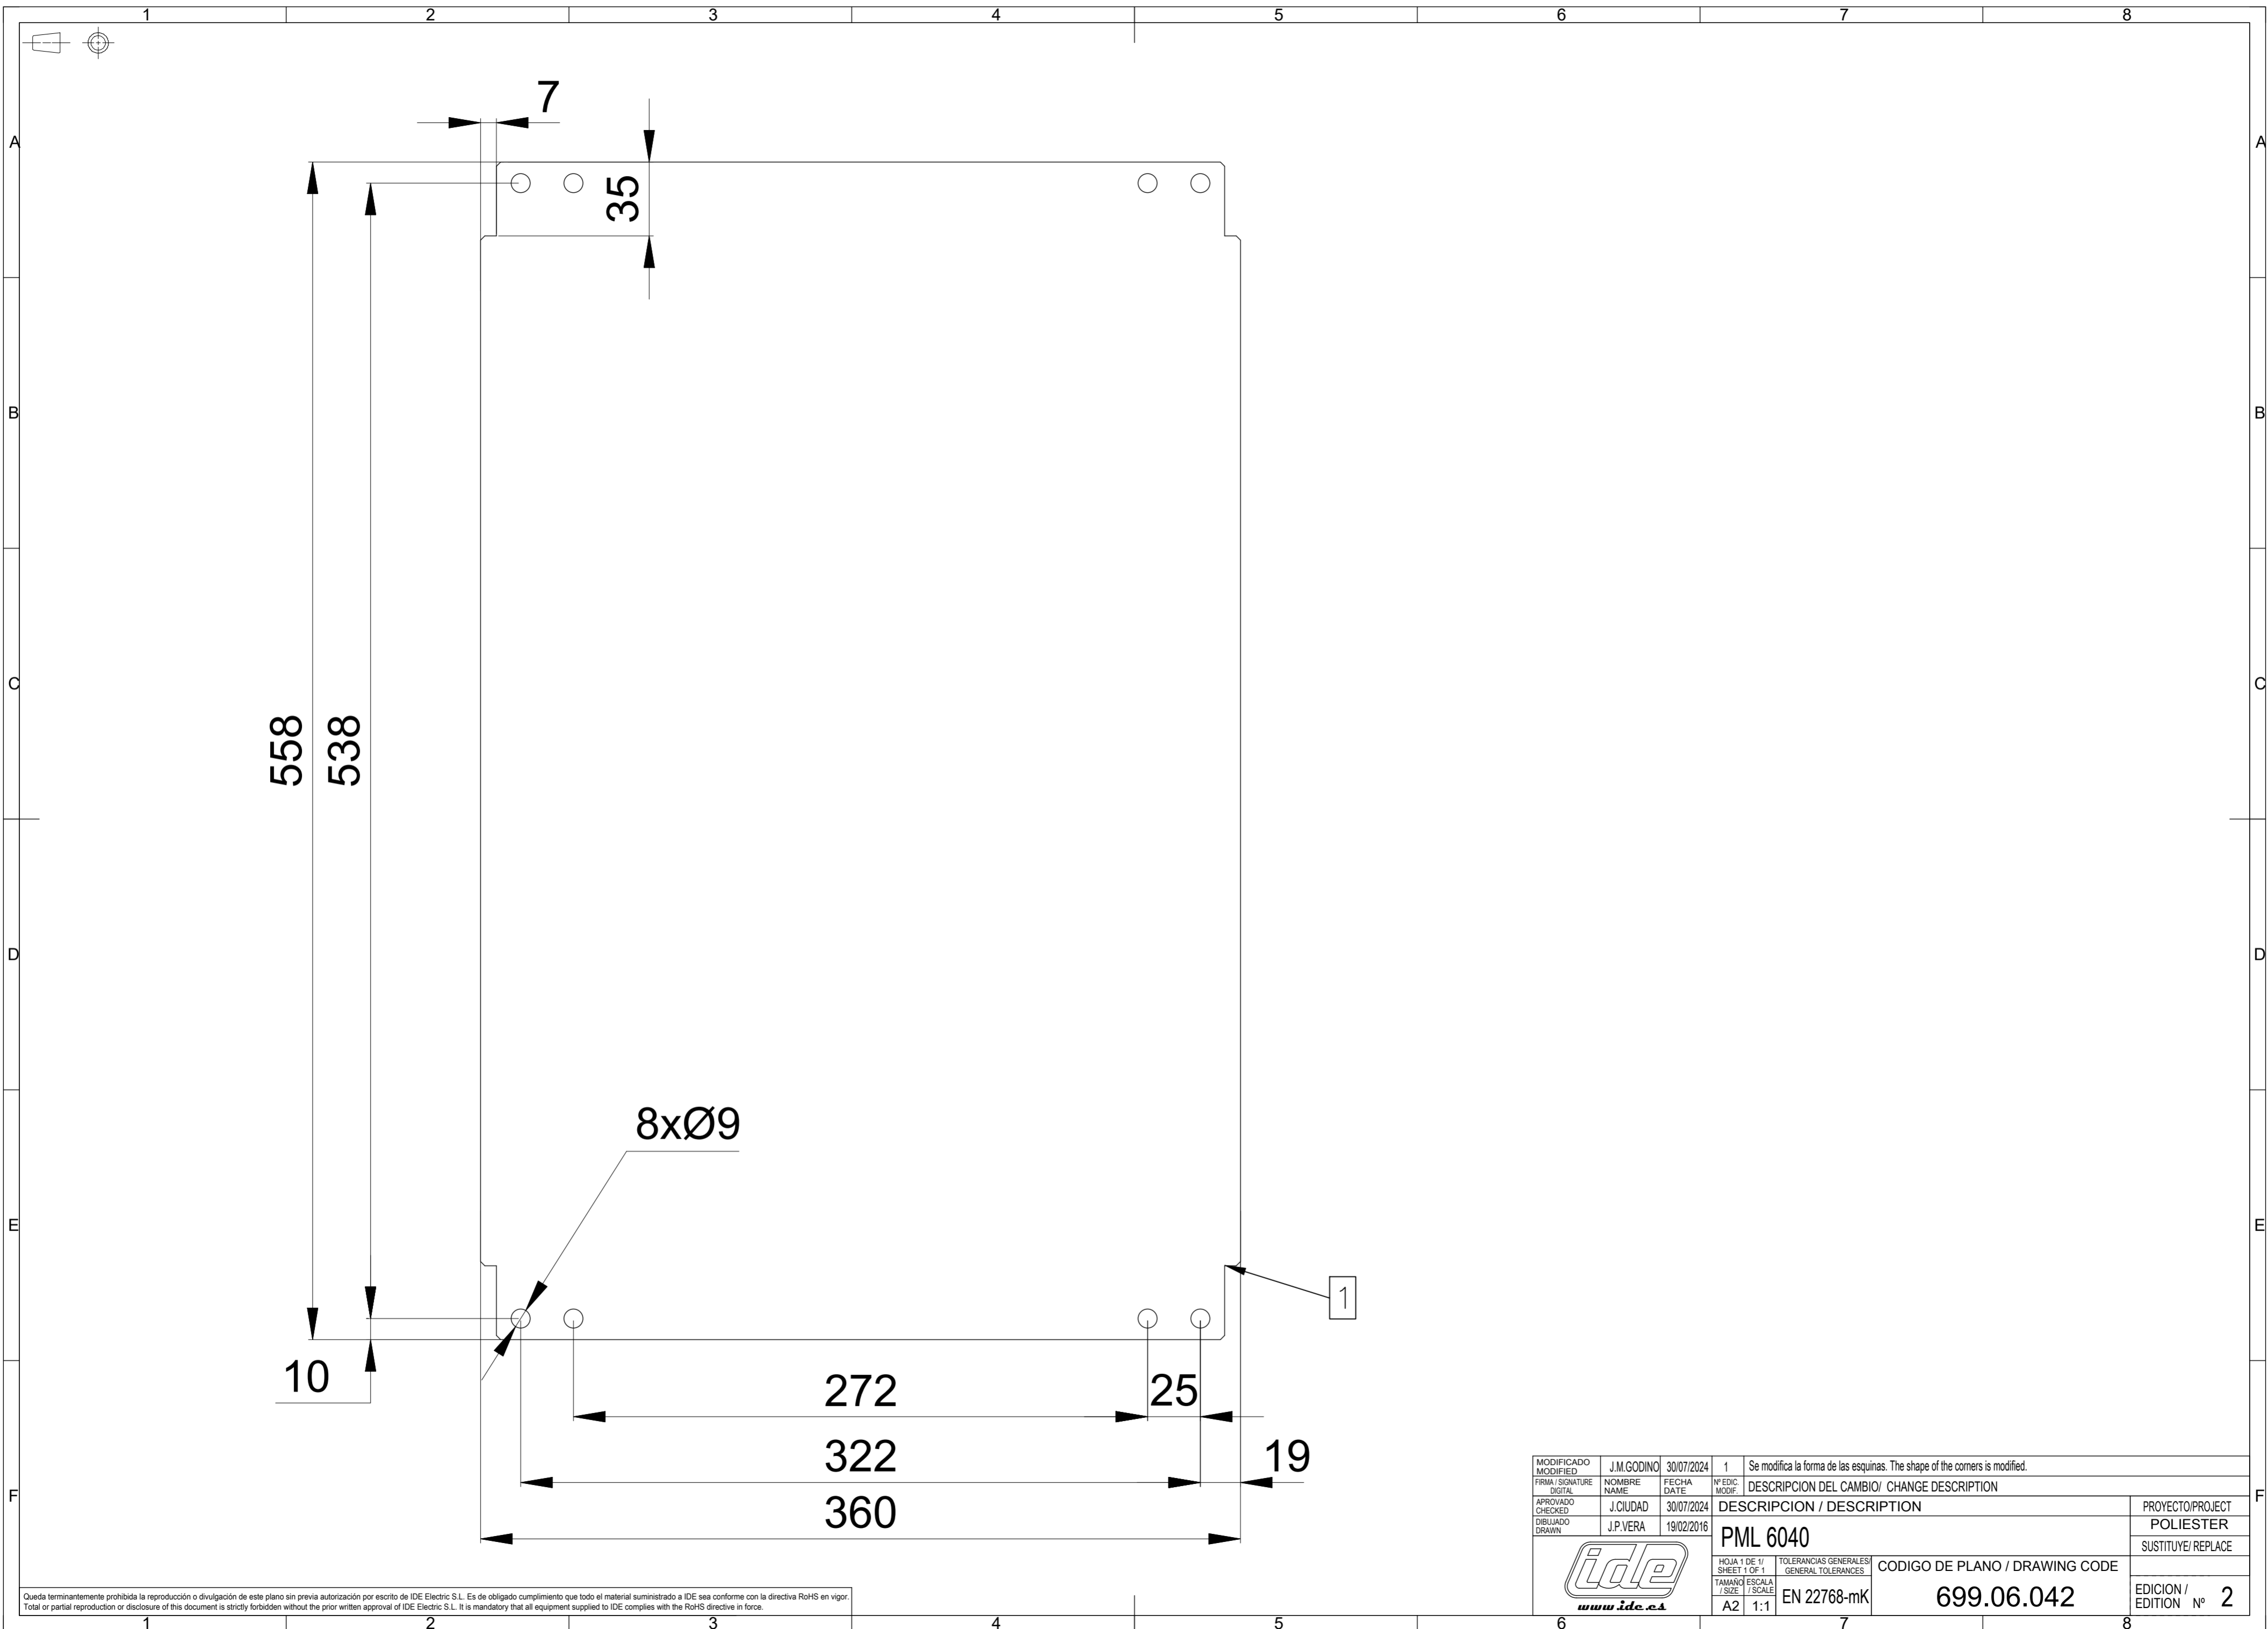 1 2 3 4 5 6 7 8
A A
B B
C C
D D
E E
F F
7
35
558
538
8xØ9
1
10
272
25
322
19
360
MODIFICADO
MODIFIED
J.M.GODINO
30/07/2024
1
Se modifica la forma de las esquinas. The shape of the corners is modified.
FIRMA / SIGNATURE
DIGITAL
NOMBRE
NAME
FECHA
DATE
Nº EDIC.
MODIF.
DESCRIPCION DEL CAMBIO/ CHANGE DESCRIPTION
APROVADO
CHECKED
J.CIUDAD
30/07/2024
DESCRIPCION / DESCRIPTION
PROYECTO/PROJECT
DIBUJADO
DRAWN
J.P.VERA
19/02/2016
PML 6040
POLIESTER
SUSTITUYE/ REPLACE
ide
www.ide.es
HOJA 1 DE 1/
SHEET 1 OF 1
TOLERANCIAS GENERALES/
GENERAL TOLERANCES
CODIGO DE PLANO / DRAWING CODE
TAMAÑO
/ SIZE
ESCALA
/ SCALE
A2
1:1
EN 22768-mK
699.06.042
EDICION /
EDITION Nº 2
Queda terminantemente prohibida la reproducción o divulgación de este plano sin previa autorización por escrito de IDE Electric S.L. Es de obligado cumplimiento que todo el material suministrado a IDE sea conforme con la directiva RoHS en vigor.
Total or partial reproduction or disclosure of this document is strictly forbidden without the prior written approval of IDE Electric S.L. It is mandatory that all equipment supplied to IDE complies with the RoHS directive in force.
1 2 3 4 5 6 7 8